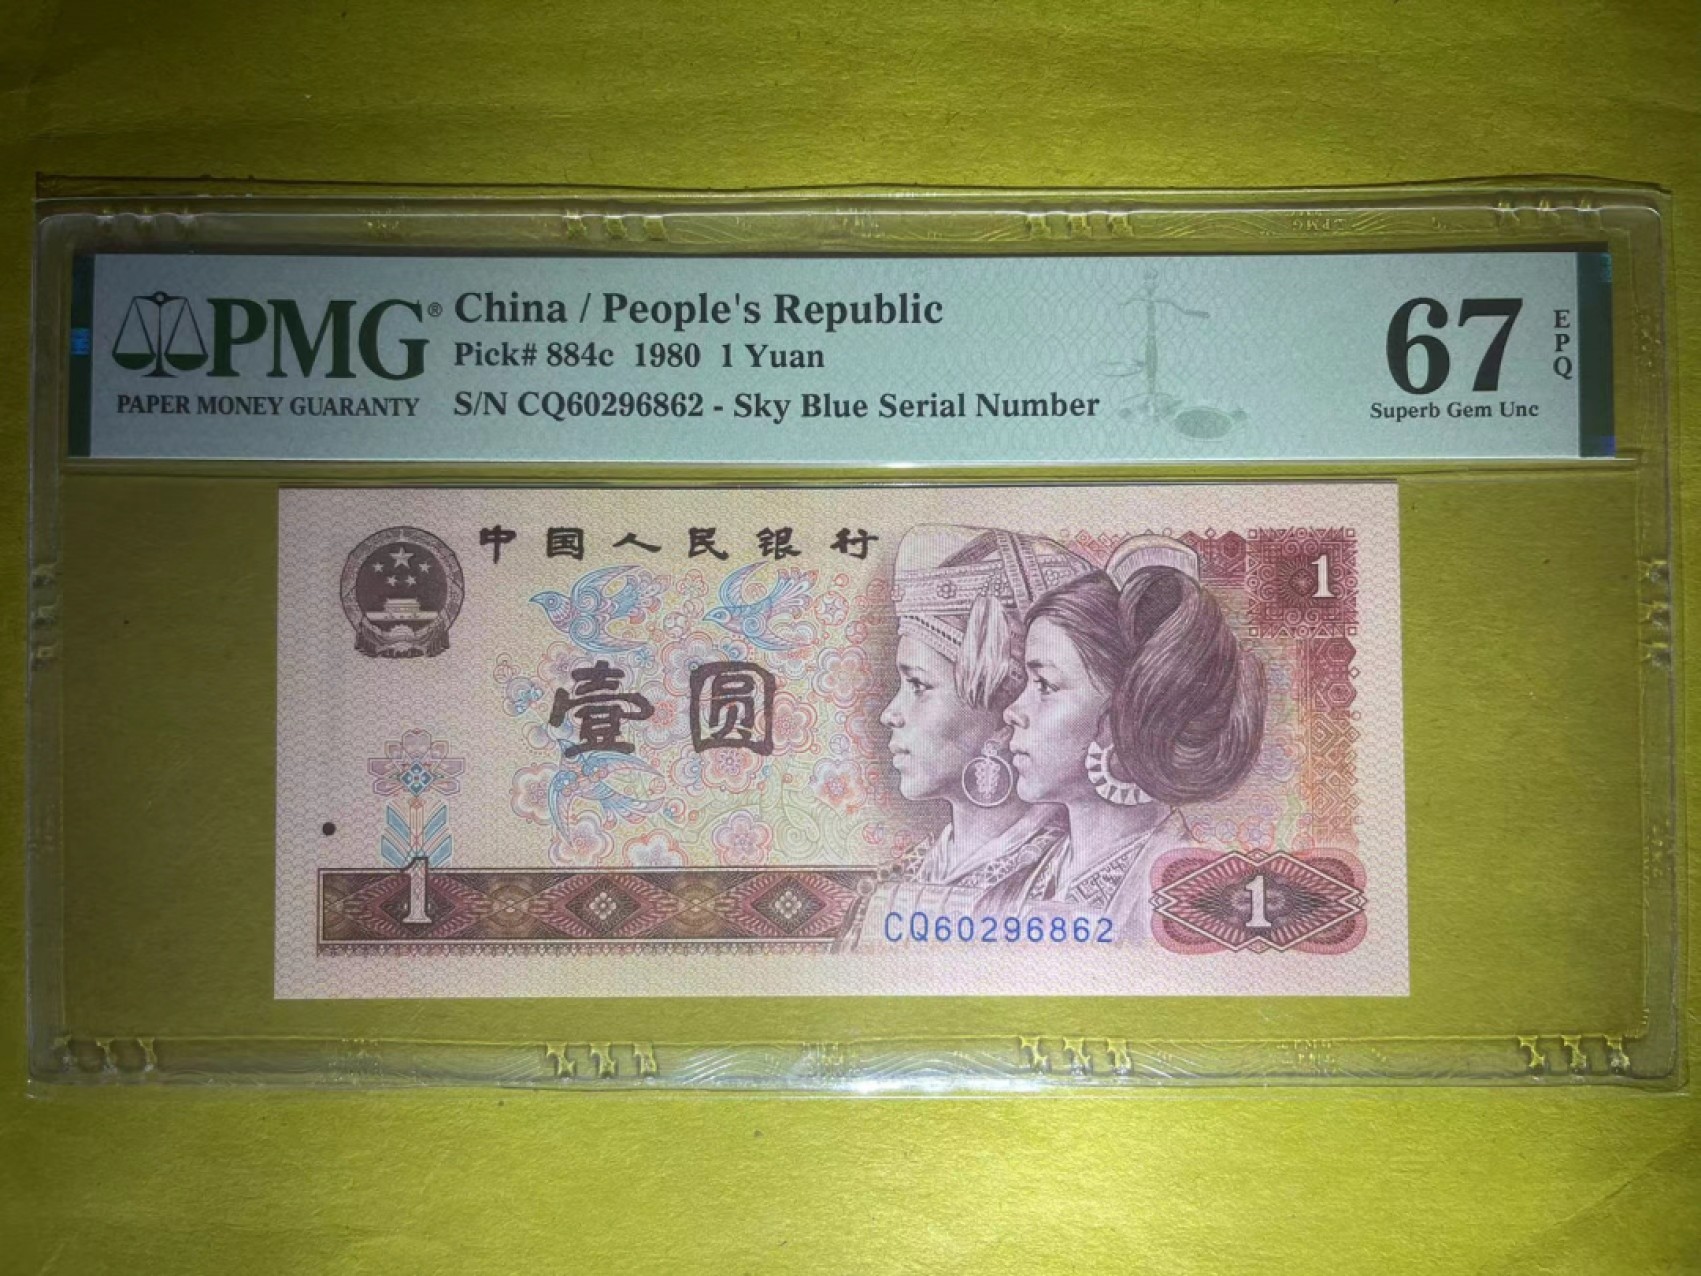 PMG®
PAPER MONEY GUARANTY
China / People's Republic
Pick# 884c 1980 1 Yuan
S/N CQ60296862 - Sky Blue Serial Number
67
EPQ
Superb Gem Unc
中国人民银行
1
壹圆
1
CQ60296862
1